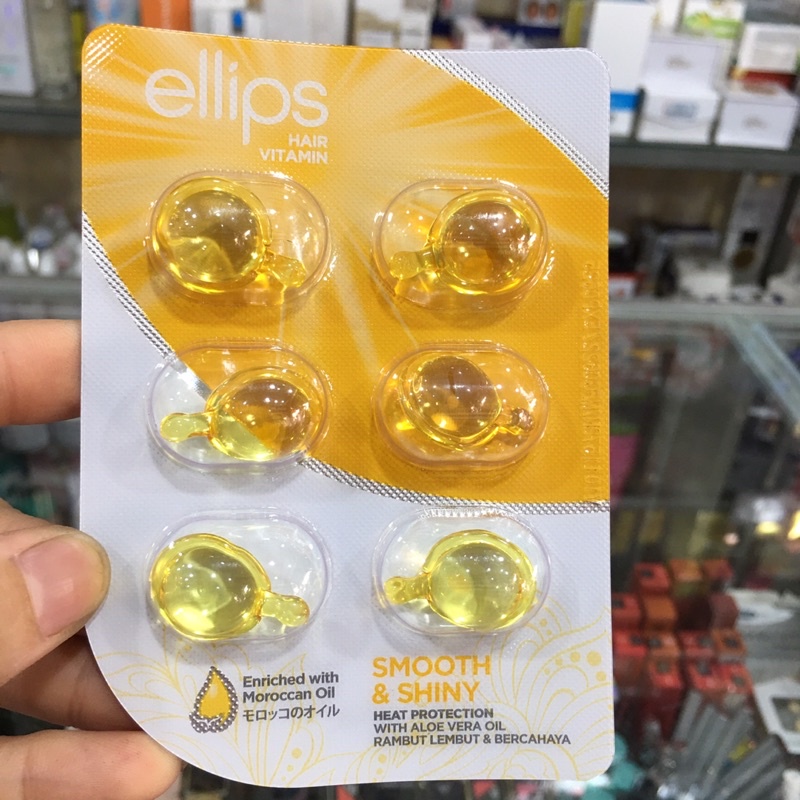 ellips
HAIR
VITAMIN
Enriched with
Moroccan Oil
モロッコのオイル
SMOOTH
& SHINY
HEAT PROTECTION
WITH ALOE VERA OIL
RAMBUT LEMBUT & BERCAHAYA